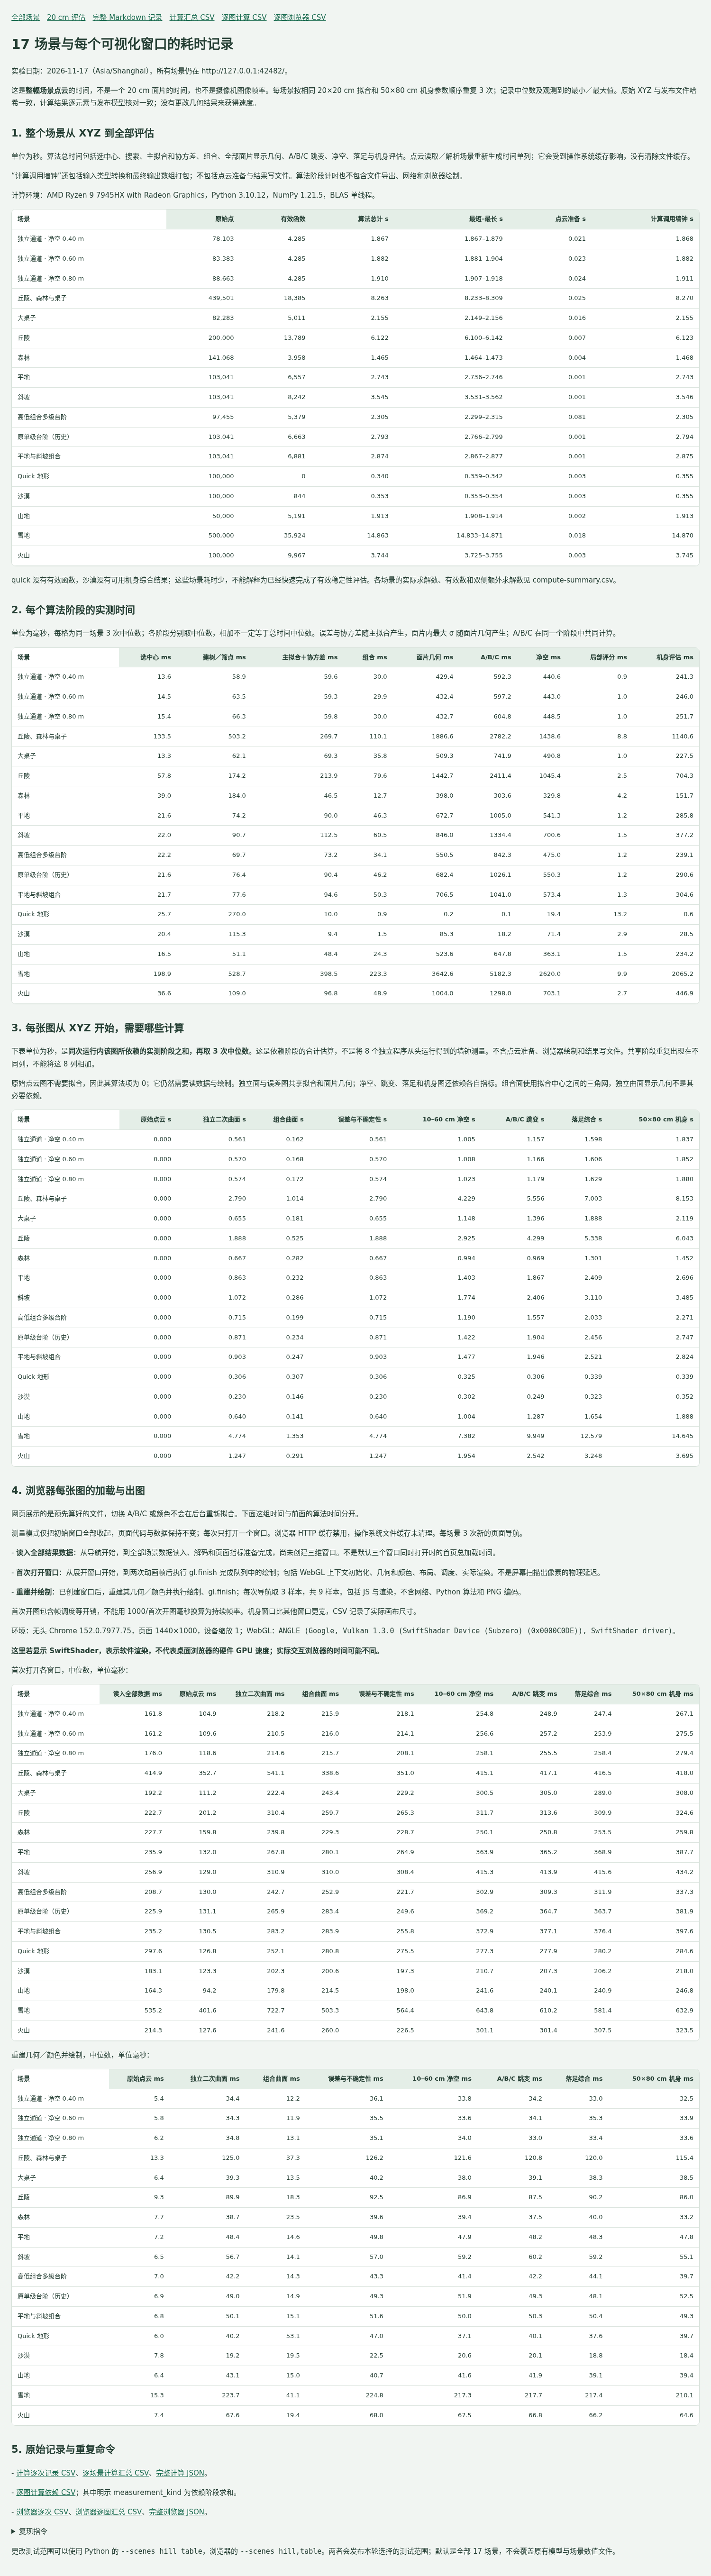 全部场景 20 cm 评估 完整 Markdown 记录 计算汇总 CSV 逐图计算 CSV 逐图浏览器 CSV
17 场景与每个可视化窗口的耗时记录
实验日期：2026-11-17（Asia/Shanghai）。所有场景仍在 http://127.0.0.1:42482/。
这是整幅场景点云的时间，不是一个 20 cm 面片的时间，也不是摄像机图像帧率。每场景按相同 20×20 cm 拟合和 50×80 cm 机身参数顺序重复 3 次；记录中位数及观测到的最小／最大值。原始 XYZ 与发布文件哈
希一致，计算结果逐元素与发布模型核对一致；没有更改几何结果来获得速度。
1. 整个场景从 XYZ 到全部评估
单位为秒。算法总时间包括选中心、搜索、主拟合和协方差、组合、全部面片显示几何、A/B/C 跳变、净空、落足与机身评估。点云读取／解析场景重新生成时间单列；它会受到操作系统缓存影响，没有清除文件缓存。
“计算调用墙钟”还包括输入类型转换和最终输出数组打包；不包括点云准备与结果写文件。算法阶段计时也不包含文件导出、网络和浏览器绘制。
计算环境：AMD Ryzen 9 7945HX with Radeon Graphics，Python 3.10.12，NumPy 1.21.5，BLAS 单线程。
场景 原始点 有效函数 算法总计 s 最短–最长 s 点云准备 s 计算调用墙钟 s
独立通道 · 净空 0.40 m 78,103 4,285 1.867 1.867–1.879 0.021 1.868
独立通道 · 净空 0.60 m 83,383 4,285 1.882 1.881–1.904 0.023 1.882
独立通道 · 净空 0.80 m 88,663 4,285 1.910 1.907–1.918 0.024 1.911
丘陵、森林与桌子 439,501 18,385 8.263 8.233–8.309 0.025 8.270
大桌子 82,283 5,011 2.155 2.149–2.156 0.016 2.155
丘陵 200,000 13,789 6.122 6.100–6.142 0.007 6.123
森林 141,068 3,958 1.465 1.464–1.473 0.004 1.468
平地 103,041 6,557 2.743 2.736–2.746 0.001 2.743
斜坡 103,041 8,242 3.545 3.531–3.562 0.001 3.546
高低组合多级台阶 97,455 5,379 2.305 2.299–2.315 0.081 2.305
原单级台阶（历史） 103,041 6,663 2.793 2.766–2.799 0.001 2.794
平地与斜坡组合 103,041 6,881 2.874 2.867–2.877 0.001 2.875
Quick 地形 100,000 0 0.340 0.339–0.342 0.003 0.355
沙漠 100,000 844 0.353 0.353–0.354 0.003 0.355
山地 50,000 5,191 1.913 1.908–1.914 0.002 1.913
雪地 500,000 35,924 14.863 14.833–14.871 0.018 14.870
火山 100,000 9,967 3.744 3.725–3.755 0.003 3.745
quick 没有有效函数，沙漠没有可用机身综合结果；这些场景耗时少，不能解释为已经快速完成了有效稳定性评估。各场景的实际求解数、有效数和双侧额外求解数见 compute-summary.csv。
2. 每个算法阶段的实测时间
单位为毫秒，每格为同一场景 3 次中位数；各阶段分别取中位数，相加不一定等于总时间中位数。误差与协方差随主拟合产生，面片内最大 σ 随面片几何产生；A/B/C 在同一个阶段中共同计算。
场景 选中心 ms 建树／筛点 ms 主拟合＋协方差 ms 组合 ms 面片几何 ms A/B/C ms 净空 ms 局部评分 ms 机身评估 ms
独立通道 · 净空 0.40 m 13.6 58.9 59.6 30.0 429.4 592.3 440.6 0.9 241.3
独立通道 · 净空 0.60 m 14.5 63.5 59.3 29.9 432.4 597.2 443.0 1.0 246.0
独立通道 · 净空 0.80 m 15.4 66.3 59.8 30.0 432.7 604.8 448.5 1.0 251.7
丘陵、森林与桌子 133.5 503.2 269.7 110.1 1886.6 2782.2 1438.6 8.8 1140.6
大桌子 13.3 62.1 69.3 35.8 509.3 741.9 490.8 1.0 227.5
丘陵 57.8 174.2 213.9 79.6 1442.7 2411.4 1045.4 2.5 704.3
森林 39.0 184.0 46.5 12.7 398.0 303.6 329.8 4.2 151.7
平地 21.6 74.2 90.0 46.3 672.7 1005.0 541.3 1.2 285.8
斜坡 22.0 90.7 112.5 60.5 846.0 1334.4 700.6 1.5 377.2
高低组合多级台阶 22.2 69.7 73.2 34.1 550.5 842.3 475.0 1.2 239.1
原单级台阶（历史） 21.6 76.4 90.4 46.2 682.4 1026.1 550.3 1.2 290.6
平地与斜坡组合 21.7 77.6 94.6 50.3 706.5 1041.0 573.4 1.3 304.6
Quick 地形 25.7 270.0 10.0 0.9 0.2 0.1 19.4 13.2 0.6
沙漠 20.4 115.3 9.4 1.5 85.3 18.2 71.4 2.9 28.5
山地 16.5 51.1 48.4 24.3 523.6 647.8 363.1 1.5 234.2
雪地 198.9 528.7 398.5 223.3 3642.6 5182.3 2620.0 9.9 2065.2
火山 36.6 109.0 96.8 48.9 1004.0 1298.0 703.1 2.7 446.9
3. 每张图从 XYZ 开始，需要哪些计算
下表单位为秒，是同次运行内该图所依赖的实测阶段之和，再取 3 次中位数。这是依赖阶段的合计估算，不是将 8 个独立程序从头运行得到的墙钟测量。不含点云准备、浏览器绘制和结果写文件。共享阶段重复出现在不
同列，不能将这 8 列相加。
原始点云图不需要拟合，因此其算法项为 0；它仍然需要读数据与绘制。独立面与误差图共享拟合和面片几何；净空、跳变、落足和机身图还依赖各自指标。组合面使用拟合中心之间的三角网，独立曲面显示几何不是其
必要依赖。
场景 原始点云 s 独立二次曲面 s 组合曲面 s 误差与不确定性 s 10–60 cm 净空 s A/B/C 跳变 s 落足综合 s 50×80 cm 机身 s
独立通道 · 净空 0.40 m 0.000 0.561 0.162 0.561 1.005 1.157 1.598 1.837
独立通道 · 净空 0.60 m 0.000 0.570 0.168 0.570 1.008 1.166 1.606 1.852
独立通道 · 净空 0.80 m 0.000 0.574 0.172 0.574 1.023 1.179 1.629 1.880
丘陵、森林与桌子 0.000 2.790 1.014 2.790 4.229 5.556 7.003 8.153
大桌子 0.000 0.655 0.181 0.655 1.148 1.396 1.888 2.119
丘陵 0.000 1.888 0.525 1.888 2.925 4.299 5.338 6.043
森林 0.000 0.667 0.282 0.667 0.994 0.969 1.301 1.452
平地 0.000 0.863 0.232 0.863 1.403 1.867 2.409 2.696
斜坡 0.000 1.072 0.286 1.072 1.774 2.406 3.110 3.485
高低组合多级台阶 0.000 0.715 0.199 0.715 1.190 1.557 2.033 2.271
原单级台阶（历史） 0.000 0.871 0.234 0.871 1.422 1.904 2.456 2.747
平地与斜坡组合 0.000 0.903 0.247 0.903 1.477 1.946 2.521 2.824
Quick 地形 0.000 0.306 0.307 0.306 0.325 0.306 0.339 0.339
沙漠 0.000 0.230 0.146 0.230 0.302 0.249 0.323 0.352
山地 0.000 0.640 0.141 0.640 1.004 1.287 1.654 1.888
雪地 0.000 4.774 1.353 4.774 7.382 9.949 12.579 14.645
火山 0.000 1.247 0.291 1.247 1.954 2.542 3.248 3.695
4. 浏览器每张图的加载与出图
网页展示的是预先算好的文件，切换 A/B/C 或颜色不会在后台重新拟合。下面这组时间与前面的算法时间分开。
测量模式仅把初始窗口全部收起，页面代码与数据保持不变；每次只打开一个窗口。浏览器 HTTP 缓存禁用，操作系统文件缓存未清理。每场景 3 次新的页面导航。
- 读入全部结果数据：从导航开始，到全部场景数据读入、解码和页面指标准备完成，尚未创建三维窗口。不是默认三个窗口同时打开时的首页总加载时间。
- 首次打开窗口：从展开窗口开始，到两次动画帧后执行 gl.finish 完成队列中的绘制；包括 WebGL 上下文初始化、几何和颜色、布局、调度、实际渲染。不是屏幕扫描出像素的物理延迟。
- 重建并绘制：已创建窗口后，重建其几何／颜色并执行绘制、gl.finish；每次导航取 3 样本，共 9 样本。包括 JS 与渲染，不含网络、Python 算法和 PNG 编码。
首次开图包含帧调度等开销，不能用 1000/首次开图毫秒换算为持续帧率。机身窗口比其他窗口更宽，CSV 记录了实际画布尺寸。
环境：无头 Chrome 152.0.7977.15，页面 1440×1000，设备缩放 1；WebGL：ANGLE (Google, Vulkan 1.3.0 (SwiftShader Device (Subzero) (0x0000C0DE)), SwiftShader driver)。
这里若显示 SwiftShader，表示软件渲染，不代表桌面浏览器的硬件 GPU 速度；实际交互浏览器的时间可能不同。
首次打开各窗口，中位数，单位毫秒：
场景 读入全部数据 ms 原始点云 ms 独立二次曲面 ms 组合曲面 ms 误差与不确定性 ms 10–60 cm 净空 ms A/B/C 跳变 ms 落足综合 ms 50×80 cm 机身 ms
独立通道 · 净空 0.40 m 161.8 104.9 218.2 215.9 218.1 254.8 248.9 247.4 267.1
独立通道 · 净空 0.60 m 161.2 109.6 210.5 216.0 214.1 256.6 257.2 253.9 275.5
独立通道 · 净空 0.80 m 176.0 118.6 214.6 215.7 208.1 258.1 255.5 258.4 279.4
丘陵、森林与桌子 414.9 352.7 541.1 338.6 351.0 415.1 417.1 416.5 418.0
大桌子 192.2 111.2 222.4 243.4 229.2 300.5 305.0 289.0 308.0
丘陵 222.7 201.2 310.4 259.7 265.3 311.7 313.6 309.9 324.6
森林 227.7 159.8 239.8 229.3 228.7 250.1 250.8 253.5 259.8
平地 235.9 132.0 267.8 280.1 264.9 363.9 365.2 368.9 387.7
斜坡 256.9 129.0 310.9 310.0 308.4 415.3 413.9 415.6 434.2
高低组合多级台阶 208.7 130.0 242.7 252.9 221.7 302.9 309.3 311.9 337.3
原单级台阶（历史） 225.9 131.1 265.9 283.4 249.6 369.2 364.7 363.7 381.9
平地与斜坡组合 235.2 130.5 283.2 283.9 255.8 372.9 377.1 376.4 397.6
Quick 地形 297.6 126.8 252.1 280.8 275.5 277.3 277.9 280.2 284.6
沙漠 183.1 123.3 202.3 200.6 197.3 210.7 207.3 206.2 218.0
山地 164.3 94.2 179.8 214.5 198.0 241.6 240.1 240.9 246.8
雪地 535.2 401.6 722.7 503.3 564.4 643.8 610.2 581.4 632.9
火山 214.3 127.6 241.6 260.0 226.5 301.1 301.4 307.5 323.5
重建几何／颜色并绘制，中位数，单位毫秒：
场景 原始点云 ms 独立二次曲面 ms 组合曲面 ms 误差与不确定性 ms 10–60 cm 净空 ms A/B/C 跳变 ms 落足综合 ms 50×80 cm 机身 ms
独立通道 · 净空 0.40 m 5.4 34.4 12.2 36.1 33.8 34.2 33.0 32.5
独立通道 · 净空 0.60 m 5.8 34.3 11.9 35.5 33.6 34.1 35.3 33.9
独立通道 · 净空 0.80 m 6.2 34.8 13.1 35.1 34.0 33.0 33.4 33.6
丘陵、森林与桌子 13.3 125.0 37.3 126.2 121.6 120.8 120.0 115.4
大桌子 6.4 39.3 13.5 40.2 38.0 39.1 38.3 38.5
丘陵 9.3 89.9 18.3 92.5 86.9 87.5 90.2 86.0
森林 7.7 38.7 23.5 39.6 39.4 37.5 40.0 33.2
平地 7.2 48.4 14.6 49.8 47.9 48.2 48.3 47.8
斜坡 6.5 56.7 14.1 57.0 59.2 60.2 59.2 55.1
高低组合多级台阶 7.0 42.2 14.3 43.3 41.4 42.2 44.1 39.7
原单级台阶（历史） 6.9 49.0 14.9 49.3 51.9 49.3 48.1 52.5
平地与斜坡组合 6.8 50.1 15.1 51.6 50.0 50.3 50.4 49.3
Quick 地形 6.0 40.2 53.1 47.0 37.1 40.1 37.6 39.7
沙漠 7.8 19.2 19.5 22.5 20.6 20.1 18.8 18.4
山地 6.4 43.1 15.0 40.7 41.6 41.9 39.1 39.4
雪地 15.3 223.7 41.1 224.8 217.3 217.7 217.4 210.1
火山 7.4 67.6 19.4 68.0 67.5 66.8 66.2 64.6
5. 原始记录与重复命令
- 计算逐次记录 CSV、逐场景计算汇总 CSV、完整计算 JSON。
- 逐图计算依赖 CSV；其中明示 measurement_kind 为依赖阶段求和。
- 浏览器逐次 CSV、浏览器逐图汇总 CSV、完整浏览器 JSON。
▶ 复现指令
更改测试范围可以使用 Python 的 --scenes hill table，浏览器的 --scenes hill,table。两者会发布本轮选择的测试范围；默认是全部 17 场景，不会覆盖原有模型与场景数值文件。